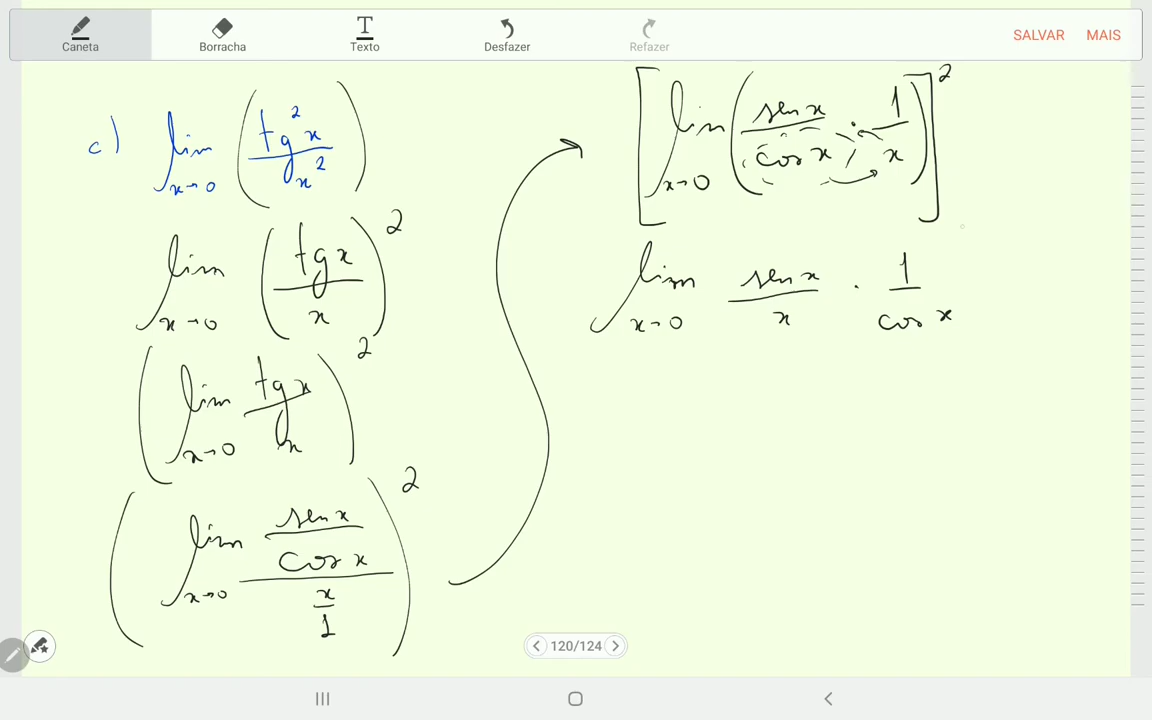 Caneta Borracha Texto Desfazer Refazer SALVAR MAIS
c) lim x→0 (tg²x / x²)
lim x→0 (tg x / x)²
(lim x→0 tg x / x)²
(lim x→0 (sen x / cos x) / (x / 1))²
[lim x→0 (sen x / cos x · 1 / x)]²
lim x→0 sen x / x · 1 / cos x
120/124